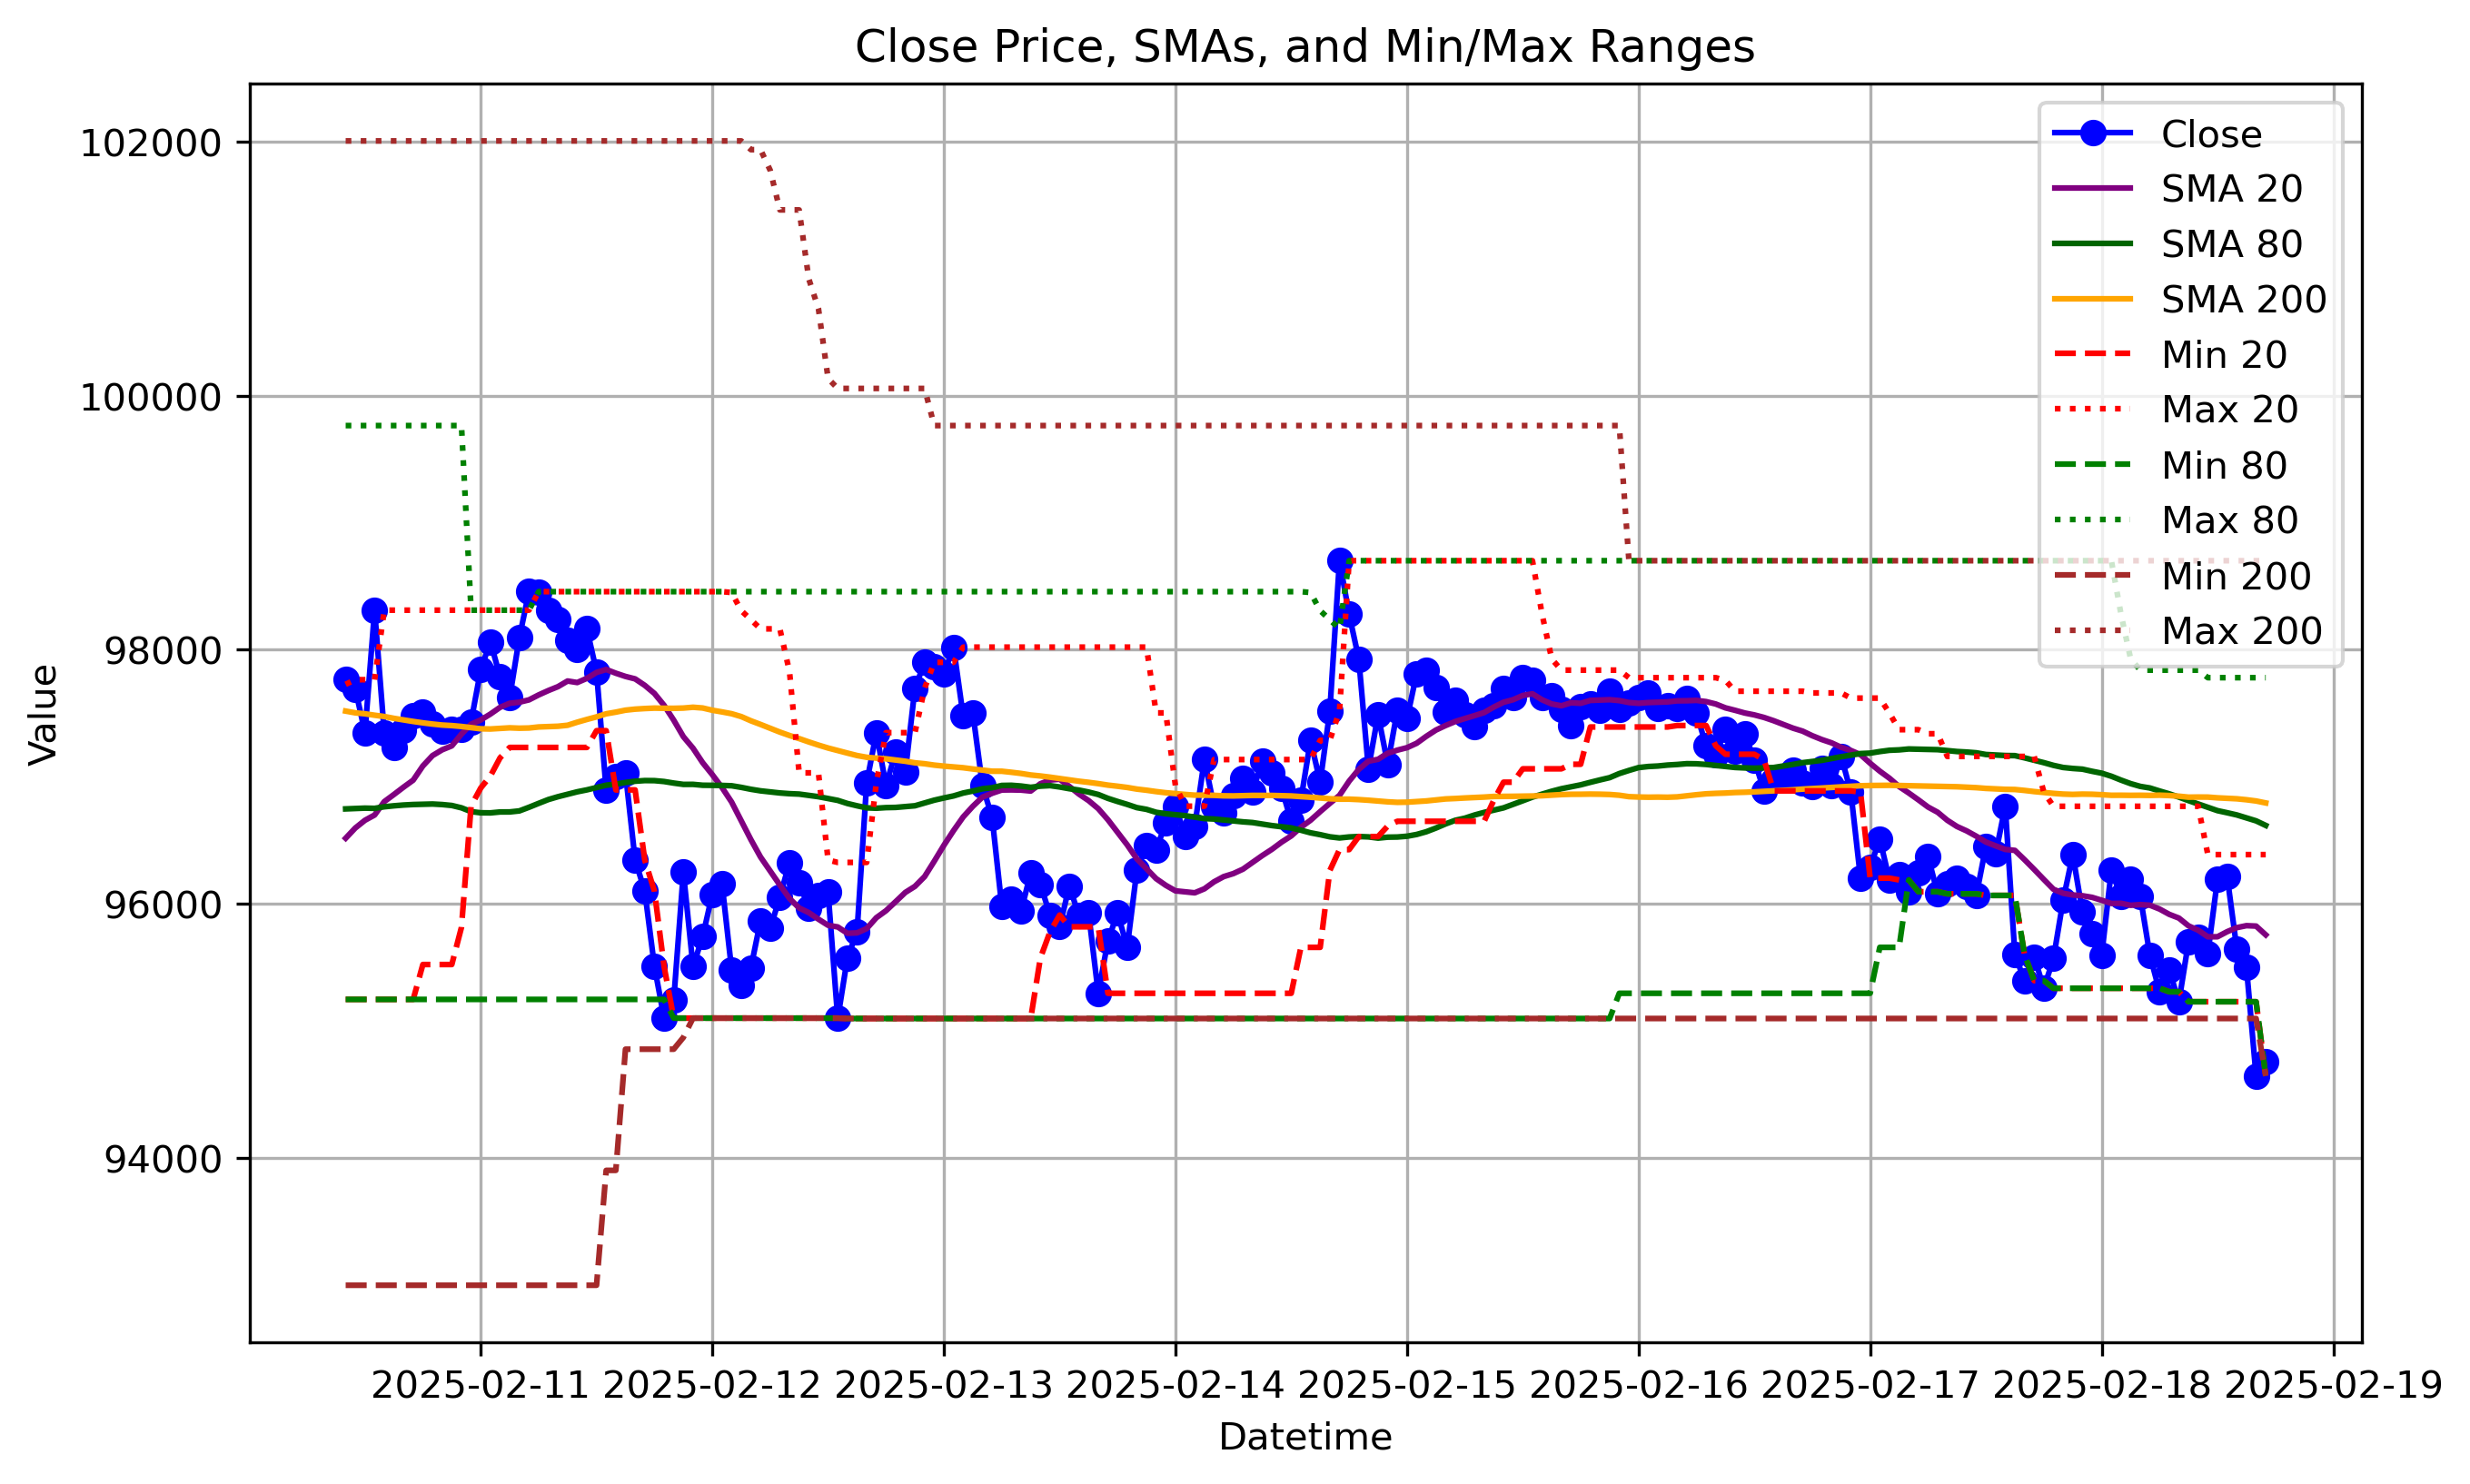 Close Price, SMAs, and Min/Max Ranges
Value
102000
100000
98000
96000
94000
Close
SMA 20
SMA 80
SMA 200
Min 20
Max 20
Min 80
Max 80
Min 200
Max 200
2025-02-11 2025-02-12 2025-02-13 2025-02-14 2025-02-15 2025-02-16 2025-02-17 2025-02-18 2025-02-19
Datetime